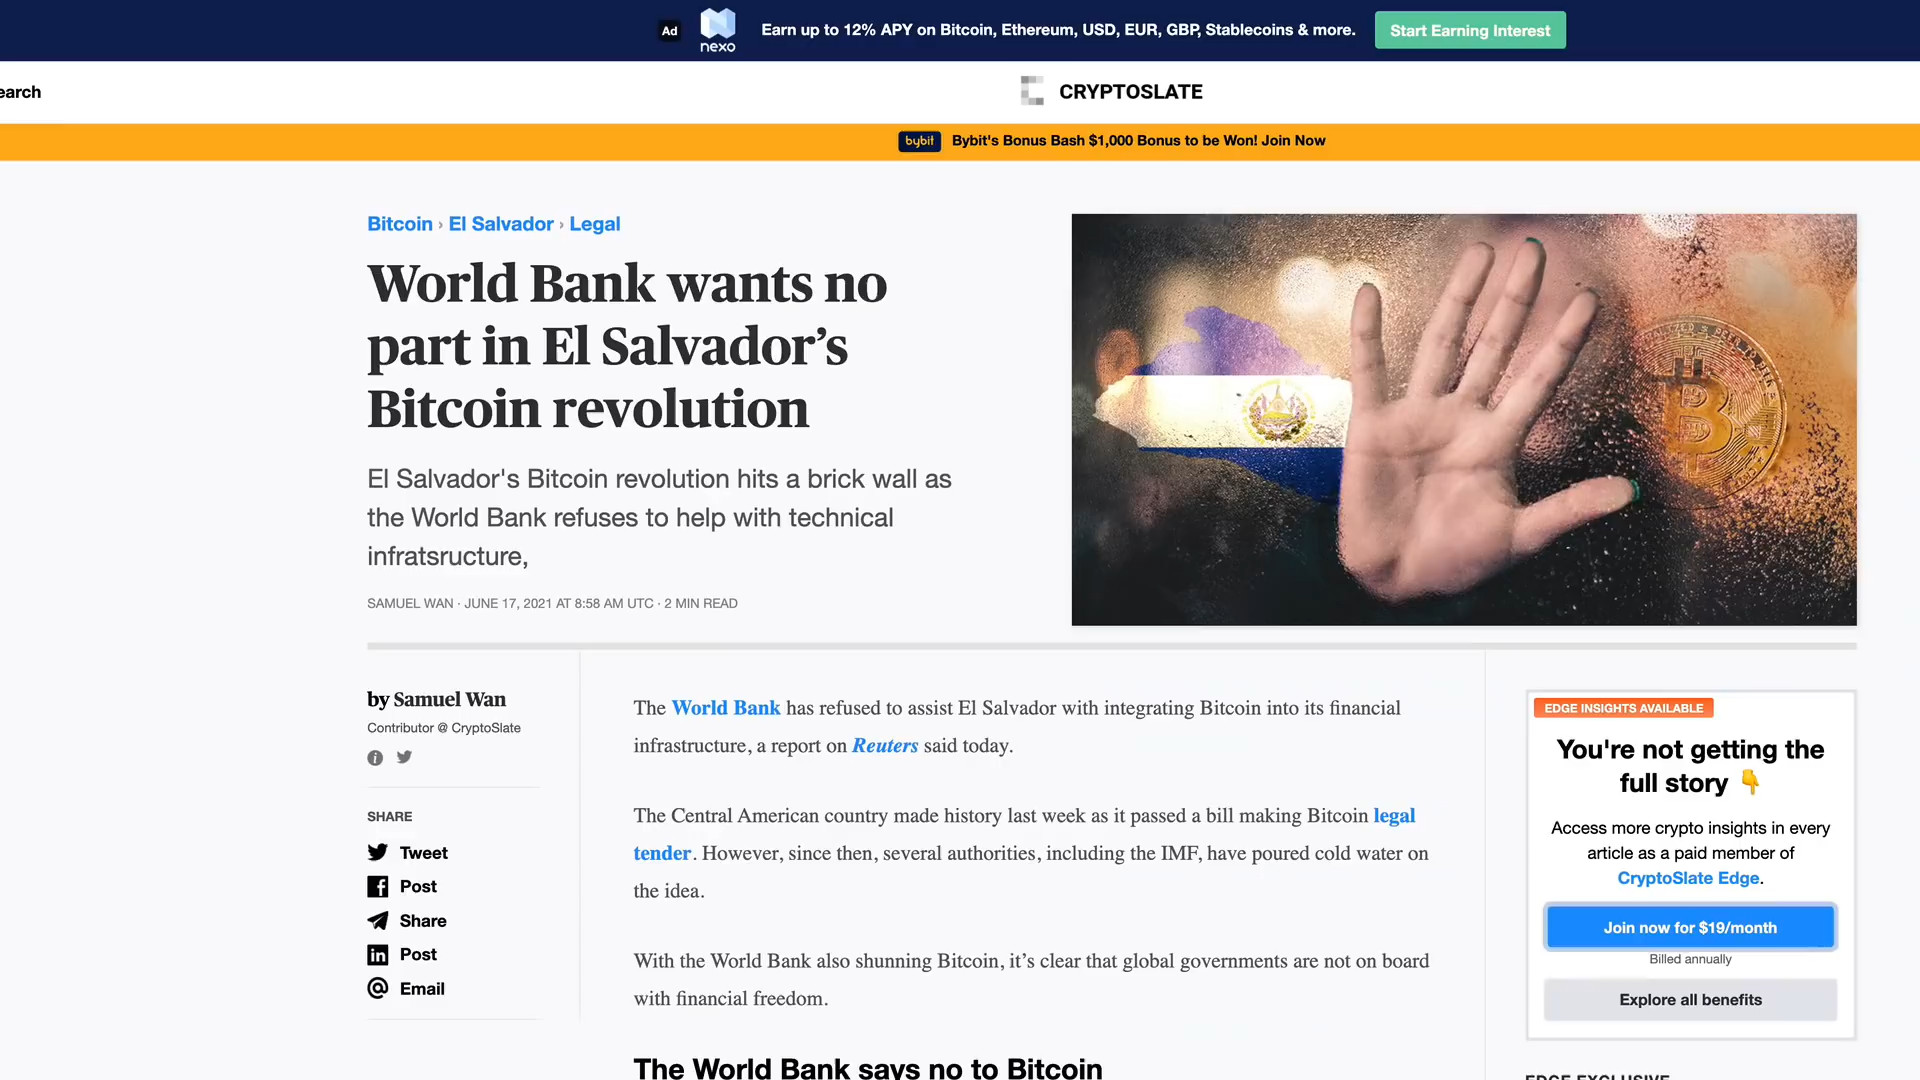 Ad
nexo
Earn up to 12% APY on Bitcoin, Ethereum, USD, EUR, GBP, Stablecoins & more.
Start Earning Interest
earch
CRYPTOSLATE
bybit
Bybit's Bonus Bash $1,000 Bonus to be Won! Join Now
Bitcoin › El Salvador › Legal
World Bank wants no
part in El Salvador’s
Bitcoin revolution
El Salvador's Bitcoin revolution hits a brick wall as
the World Bank refuses to help with technical
infratsructure,
SAMUEL WAN · JUNE 17, 2021 AT 8:58 AM UTC · 2 MIN READ
by Samuel Wan
Contributor @ CryptoSlate
SHARE
Tweet
Post
Share
Post
Email
The World Bank has refused to assist El Salvador with integrating Bitcoin into its financial
infrastructure, a report on Reuters said today.
The Central American country made history last week as it passed a bill making Bitcoin legal
tender. However, since then, several authorities, including the IMF, have poured cold water on
the idea.
With the World Bank also shunning Bitcoin, it’s clear that global governments are not on board
with financial freedom.
The World Bank says no to Bitcoin
EDGE INSIGHTS AVAILABLE
You're not getting the
full story 👇
Access more crypto insights in every
article as a paid member of
CryptoSlate Edge.
Join now for $19/month
Billed annually
Explore all benefits
EDGE EXCLUSIVE